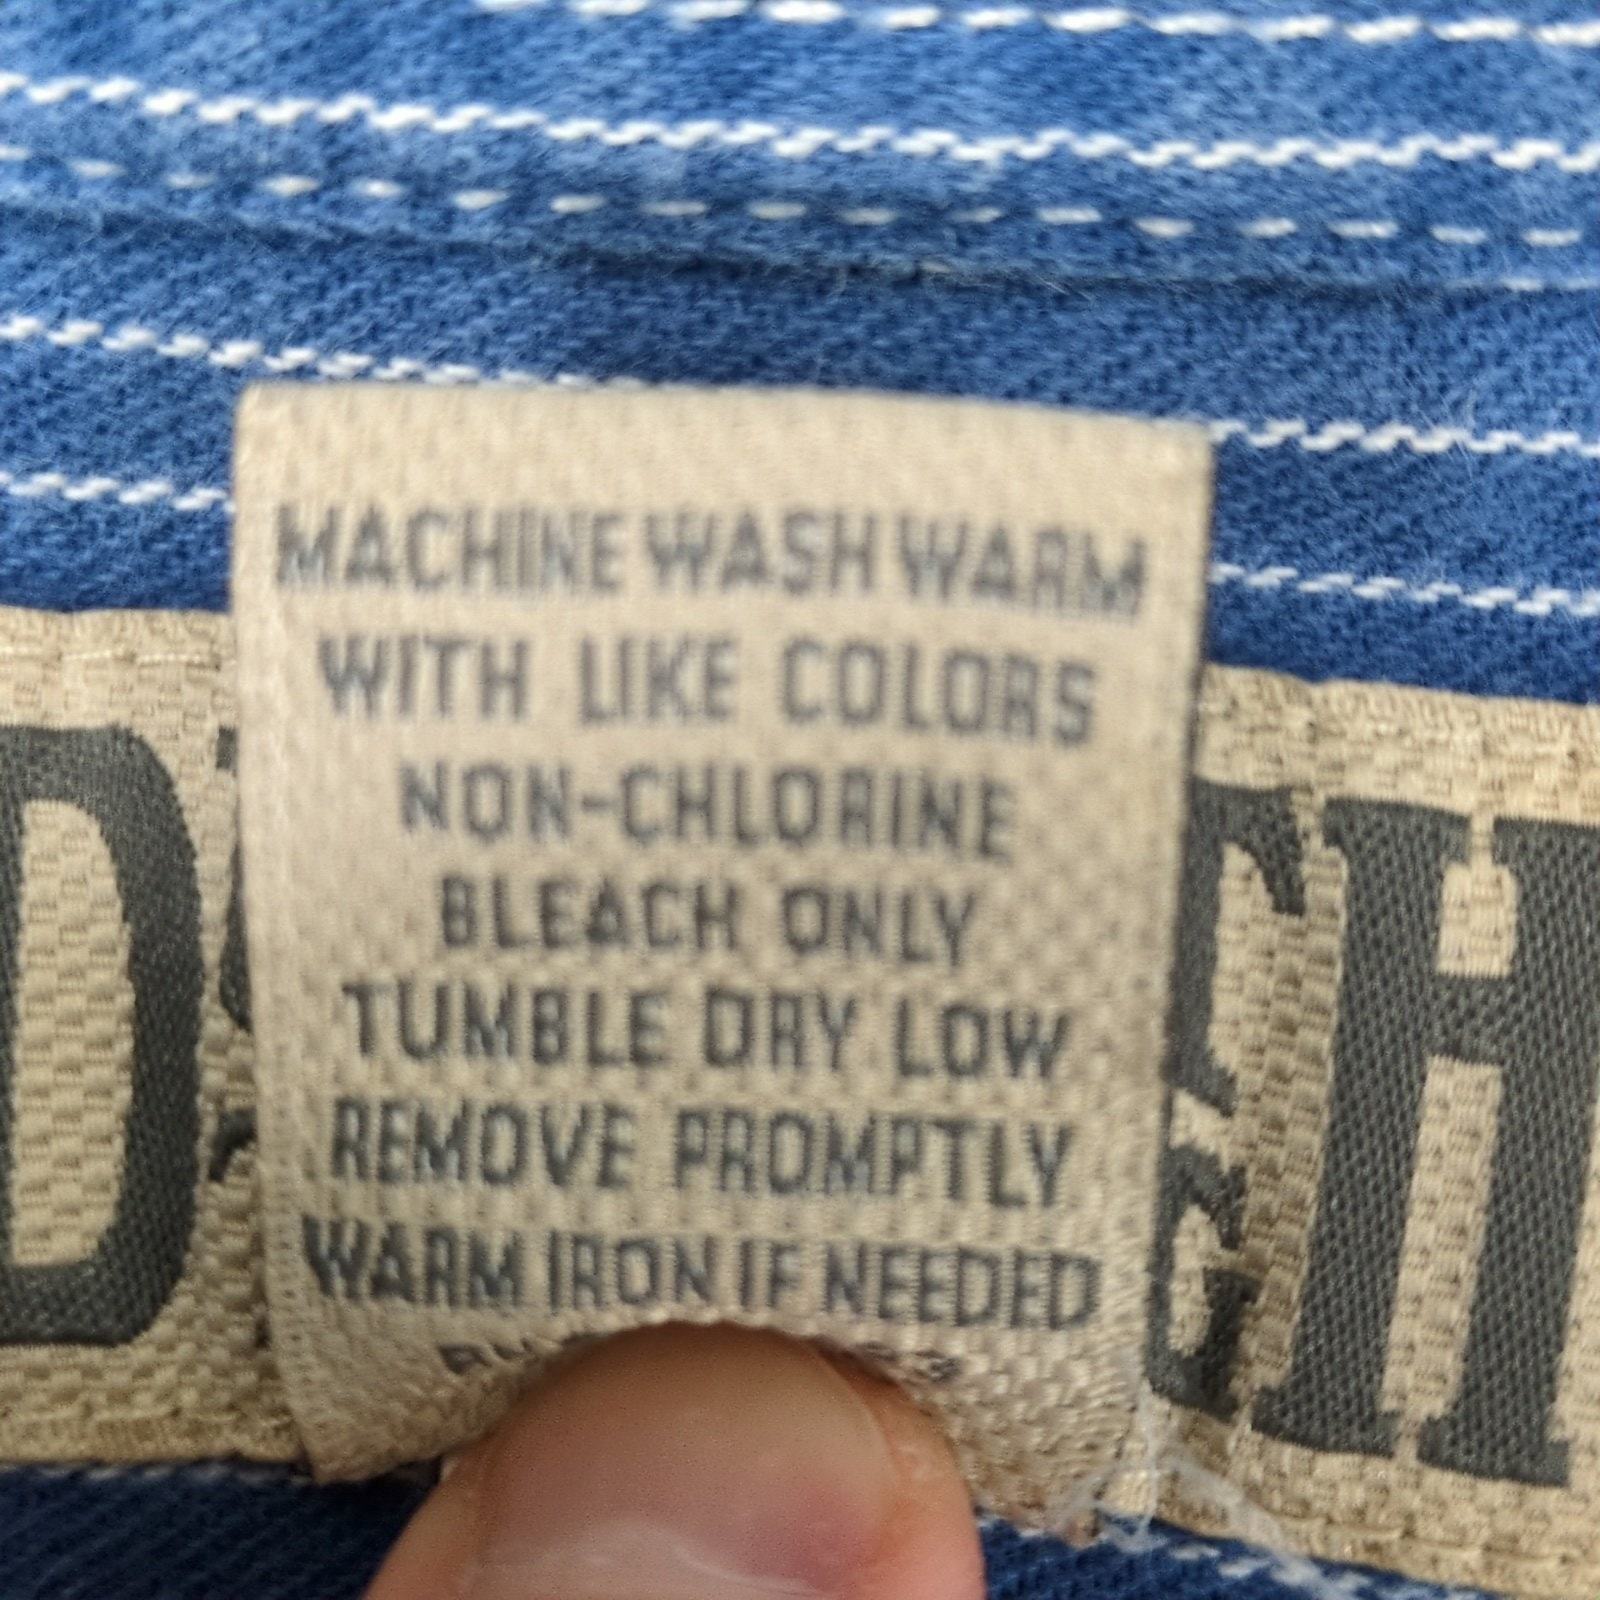 MACHINE WASH WARM
WITH LIKE COLORS
NON-CHLORINE
BLEACH ONLY
TUMBLE DRY LOW
REMOVE PROMPTLY
WARM IRON IF NEEDED